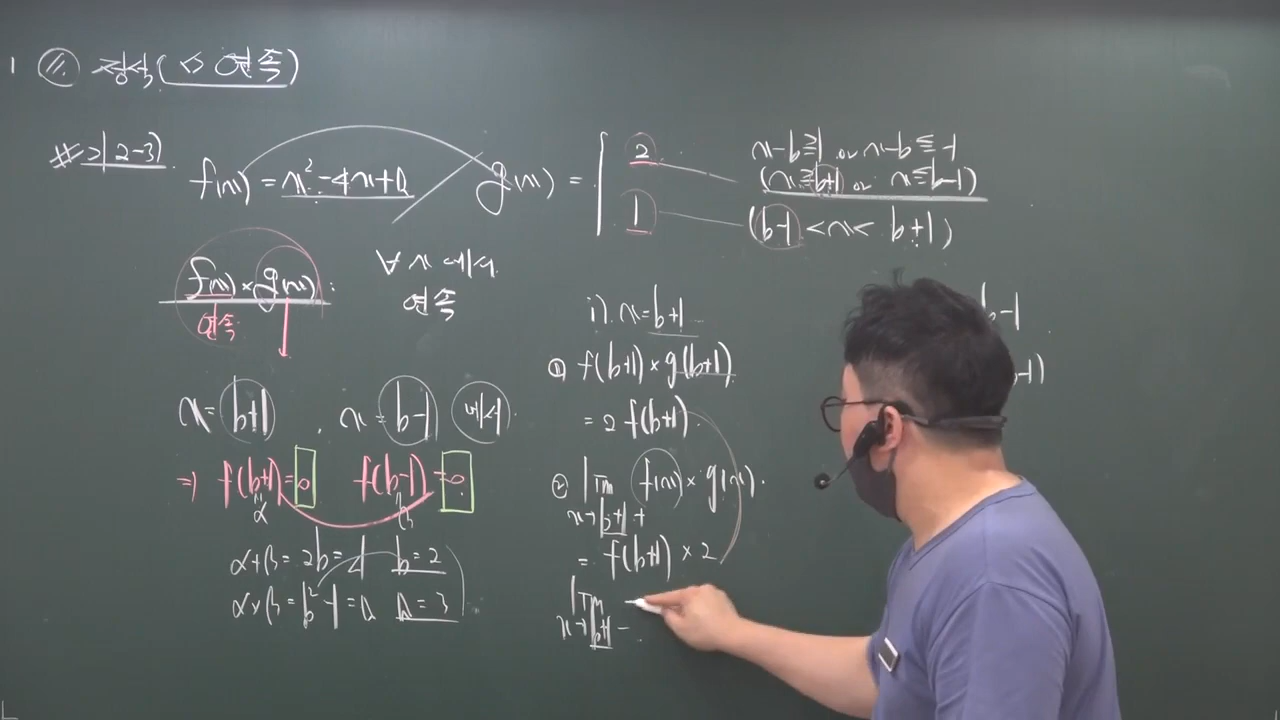 1 정석(⇔ 연속)
#>| 2-3)
f(x) = x² - 4x + a
g(x) = { 2 x-b≧1 or x-b≦-1
(x≧b+1 or x≦b-1)
1 (b-1 < x < b+1)
f(x) × g(x) :
연속
∀ x 에서
연속
x = b+1 , x = b-1 에서
⇒ f(b+1) = 0 f(b-1) = 0
α β
α+β = 2b = 4 b = 2
α×β = b² - 1 = a a = 3
i) x = b+1
① f(b+1) × g(b+1)
= 2 f(b+1)
② lim f(x) × g(x).
x→b+1 +
= f(b+1) × 2
lim
x→b+1 -
b-1
b-1)